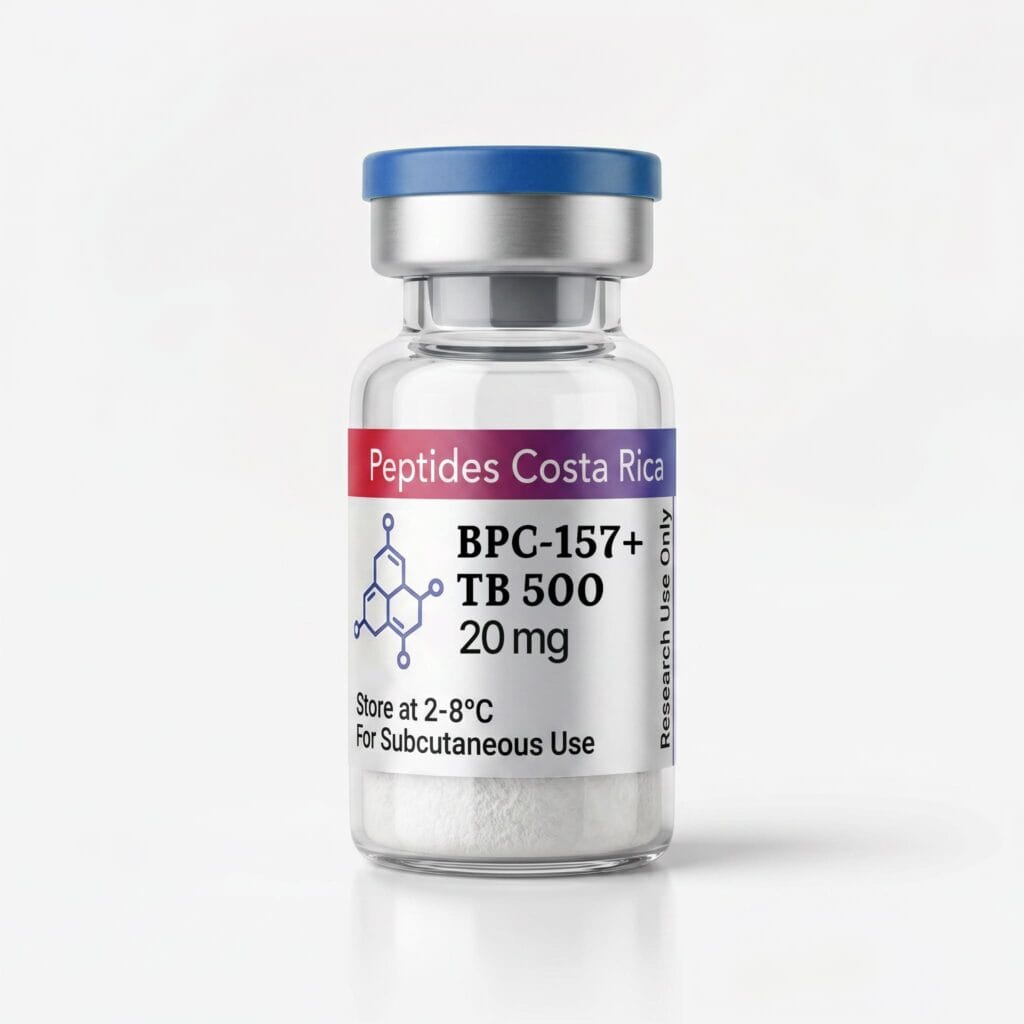 Peptides Costa Rica
BPC-157+
TB 500
20 mg
Store at 2-8°C
For Subcutaneous Use
Research Use Only